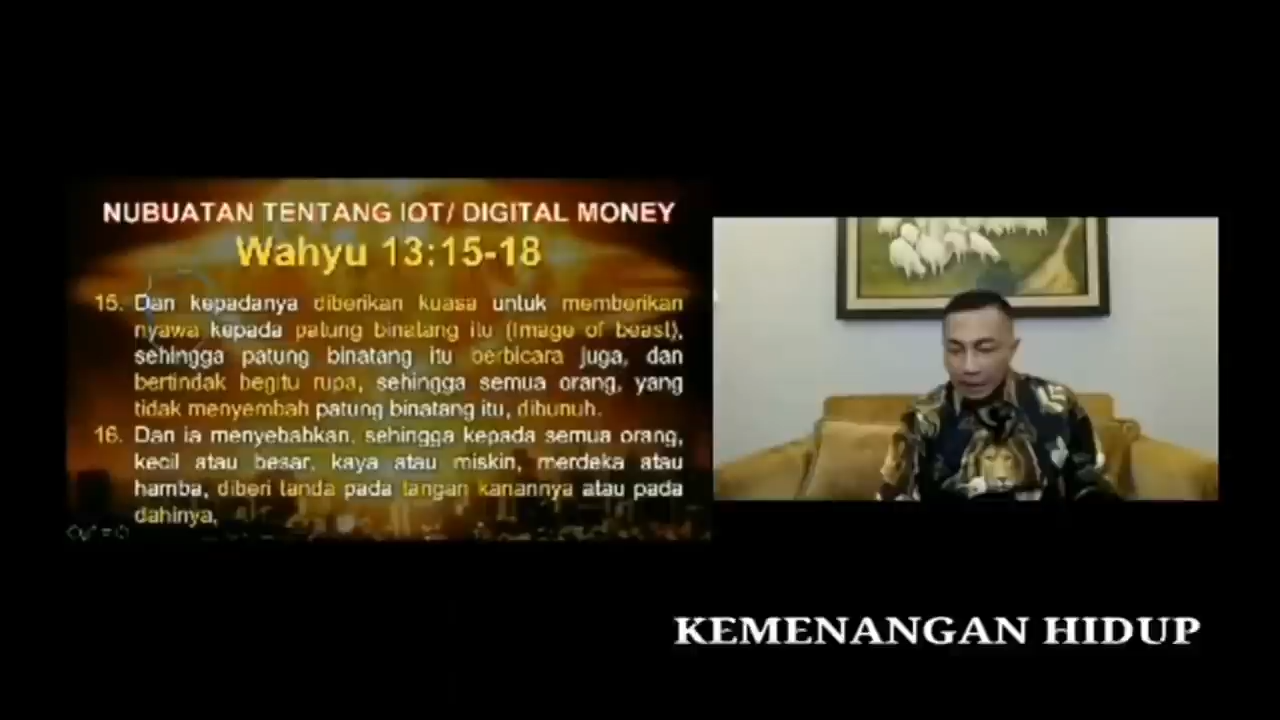 NUBUATAN TENTANG IOT/ DIGITAL MONEY
Wahyu 13:15-18
15. Dan kepadanya diberikan kuasa untuk memberikan
nyawa kepada patung binatang itu (Image of beast),
sehingga patung binatang itu berbicara juga, dan
bertindak begitu rupa, sehingga semua orang, yang
tidak menyembah patung binatang itu, dibunuh.
16. Dan ia menyebabkan, sehingga kepada semua orang,
kecil atau besar, kaya atau miskin, merdeka atau
hamba, diberi tanda pada tangan kanannya atau pada
dahinya,
KEMENANGAN HIDUP